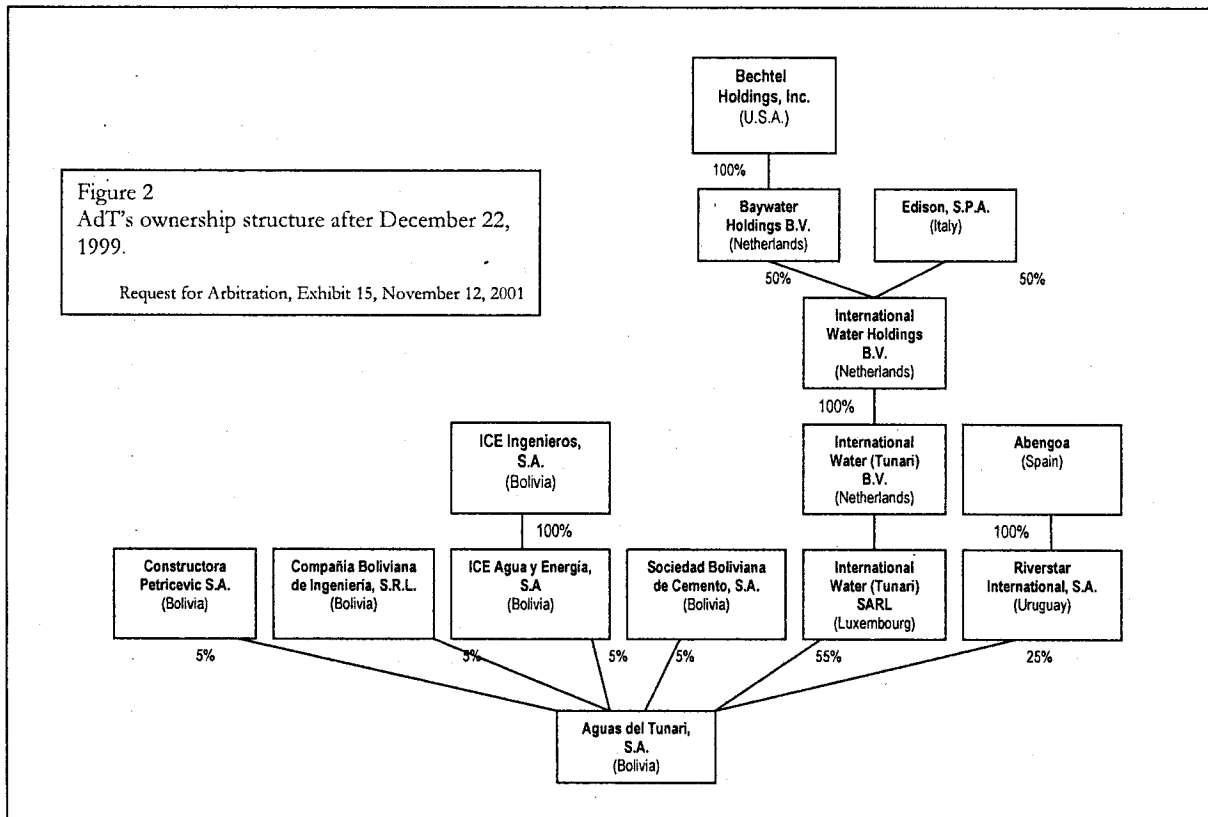 Bechtel
Holdings, Inc.
(U.S.A.)
100%
Figure 2
AdT's ownership structure after December 22,
1999.
Request for Arbitration, Exhibit 15, November 12, 2001
Baywater
Holdings B.V.
(Netherlands)
Edison, S.P.A.
(Italy)
50%
50%
International
Water Holdings
B.V.
(Netherlands)
100%
ICE Ingenieros,
S.A.
(Bolivia)
International
Water (Tunari)
B.V.
(Netherlands)
Abengoa
(Spain)
100%
100%
Constructora
Petricevic S.A.
(Bolivia)
Compañia Boliviana
de Ingeniería, S.R.L.
(Bolivia)
ICE Agua y Energía,
S.A
(Bolivia)
Sociedad Boliviana
de Cemento, S.A.
(Bolivia)
International
Water (Tunari)
SARL
(Luxembourg)
Riverstar
International, S.A.
(Uruguay)
5%
5%
5%
5%
55%
25%
Aguas del Tunari,
S.A.
(Bolivia)